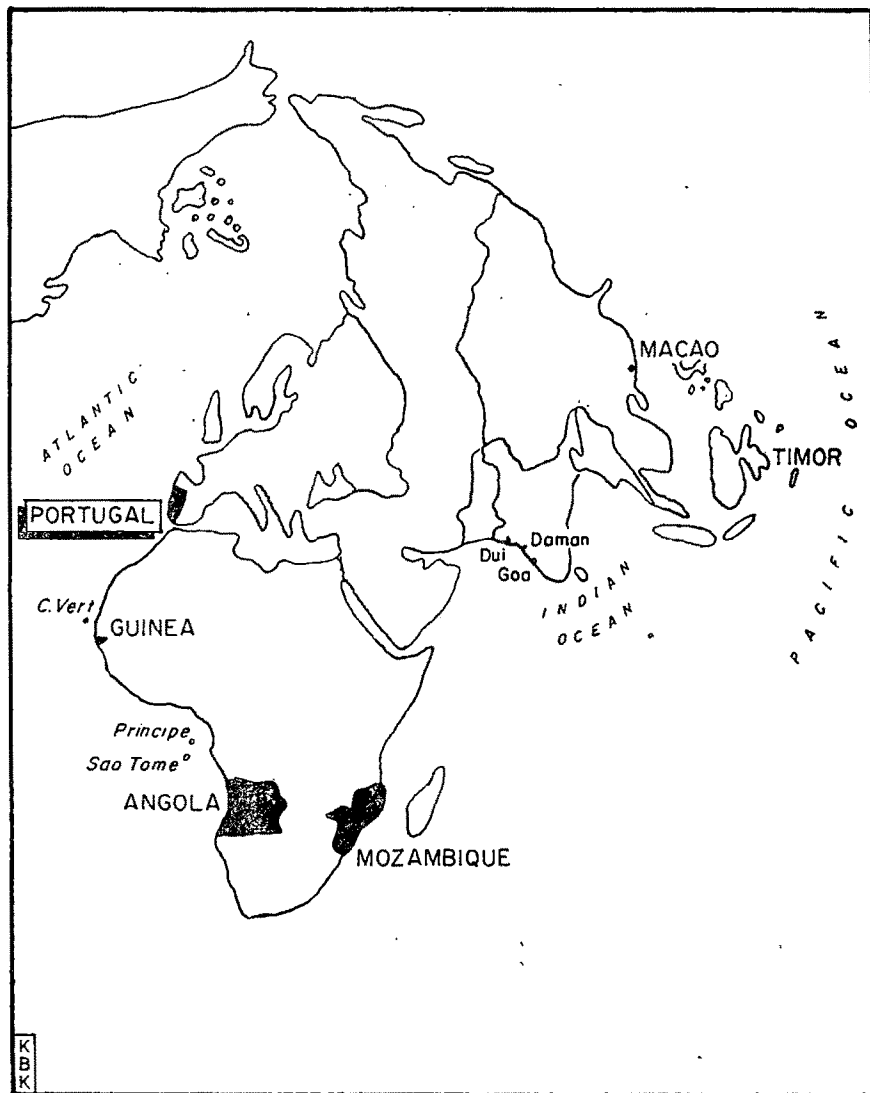 MACAO
ATLANTIC
OCEAN
PACIFIC OCEAN
TIMOR
PORTUGAL
Daman
Dui
Goa
INDIAN
OCEAN
C.Vert
GUINEA
Principe
Sao Tome
ANGOLA
MOZAMBIQUE
KBK